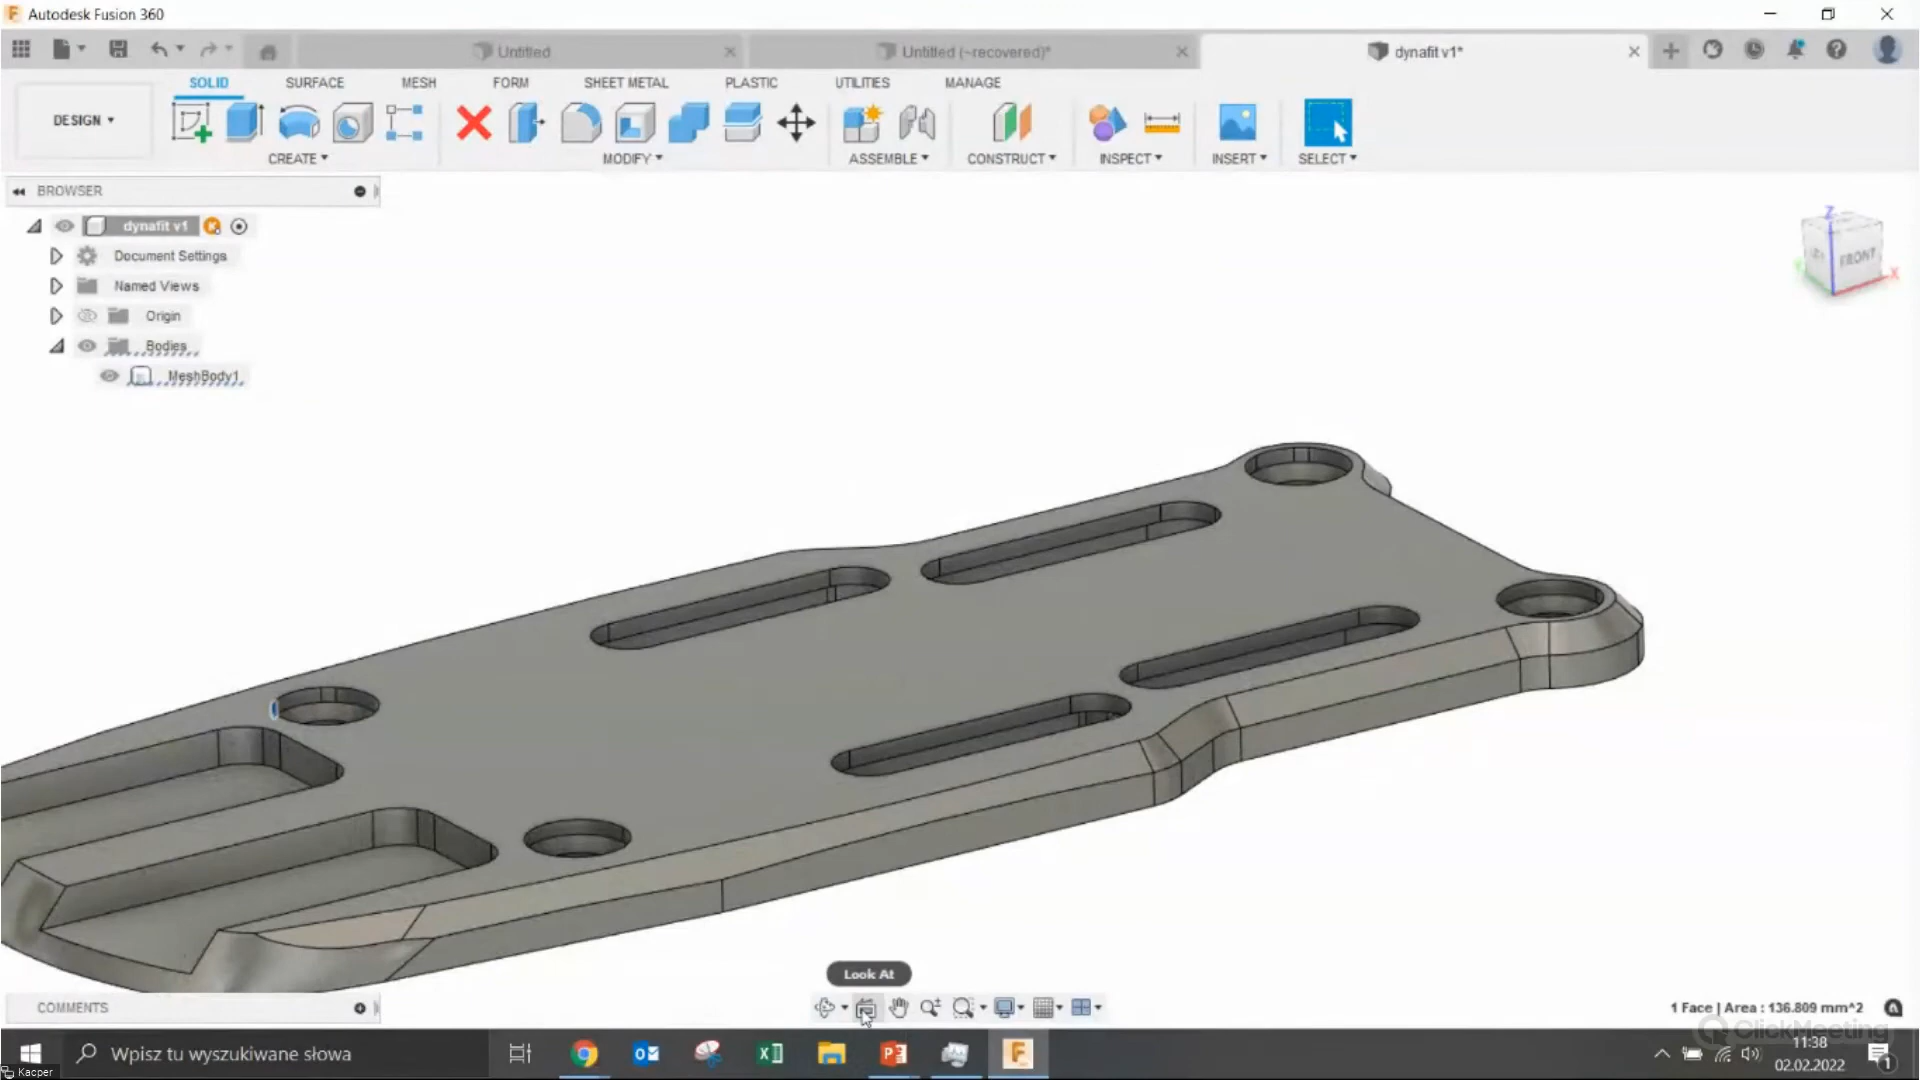 Autodesk Fusion 360
Untitled
Untitled (~recovered)*
dynafit v1*
SOLID
SURFACE
MESH
FORM
SHEET METAL
PLASTIC
UTILITIES
MANAGE
DESIGN
CREATE
MODIFY
ASSEMBLE
CONSTRUCT
INSPECT
INSERT
SELECT
BROWSER
dynafit v1
Document Settings
Named Views
Origin
Bodies
MeshBody1
Z
FRONT
X
Look At
COMMENTS
1 Face | Area : 136.809 mm^2
ClickMeeting
Wpisz tu wyszukiwane słowa
11:38
02.02.2022
1
Kacper